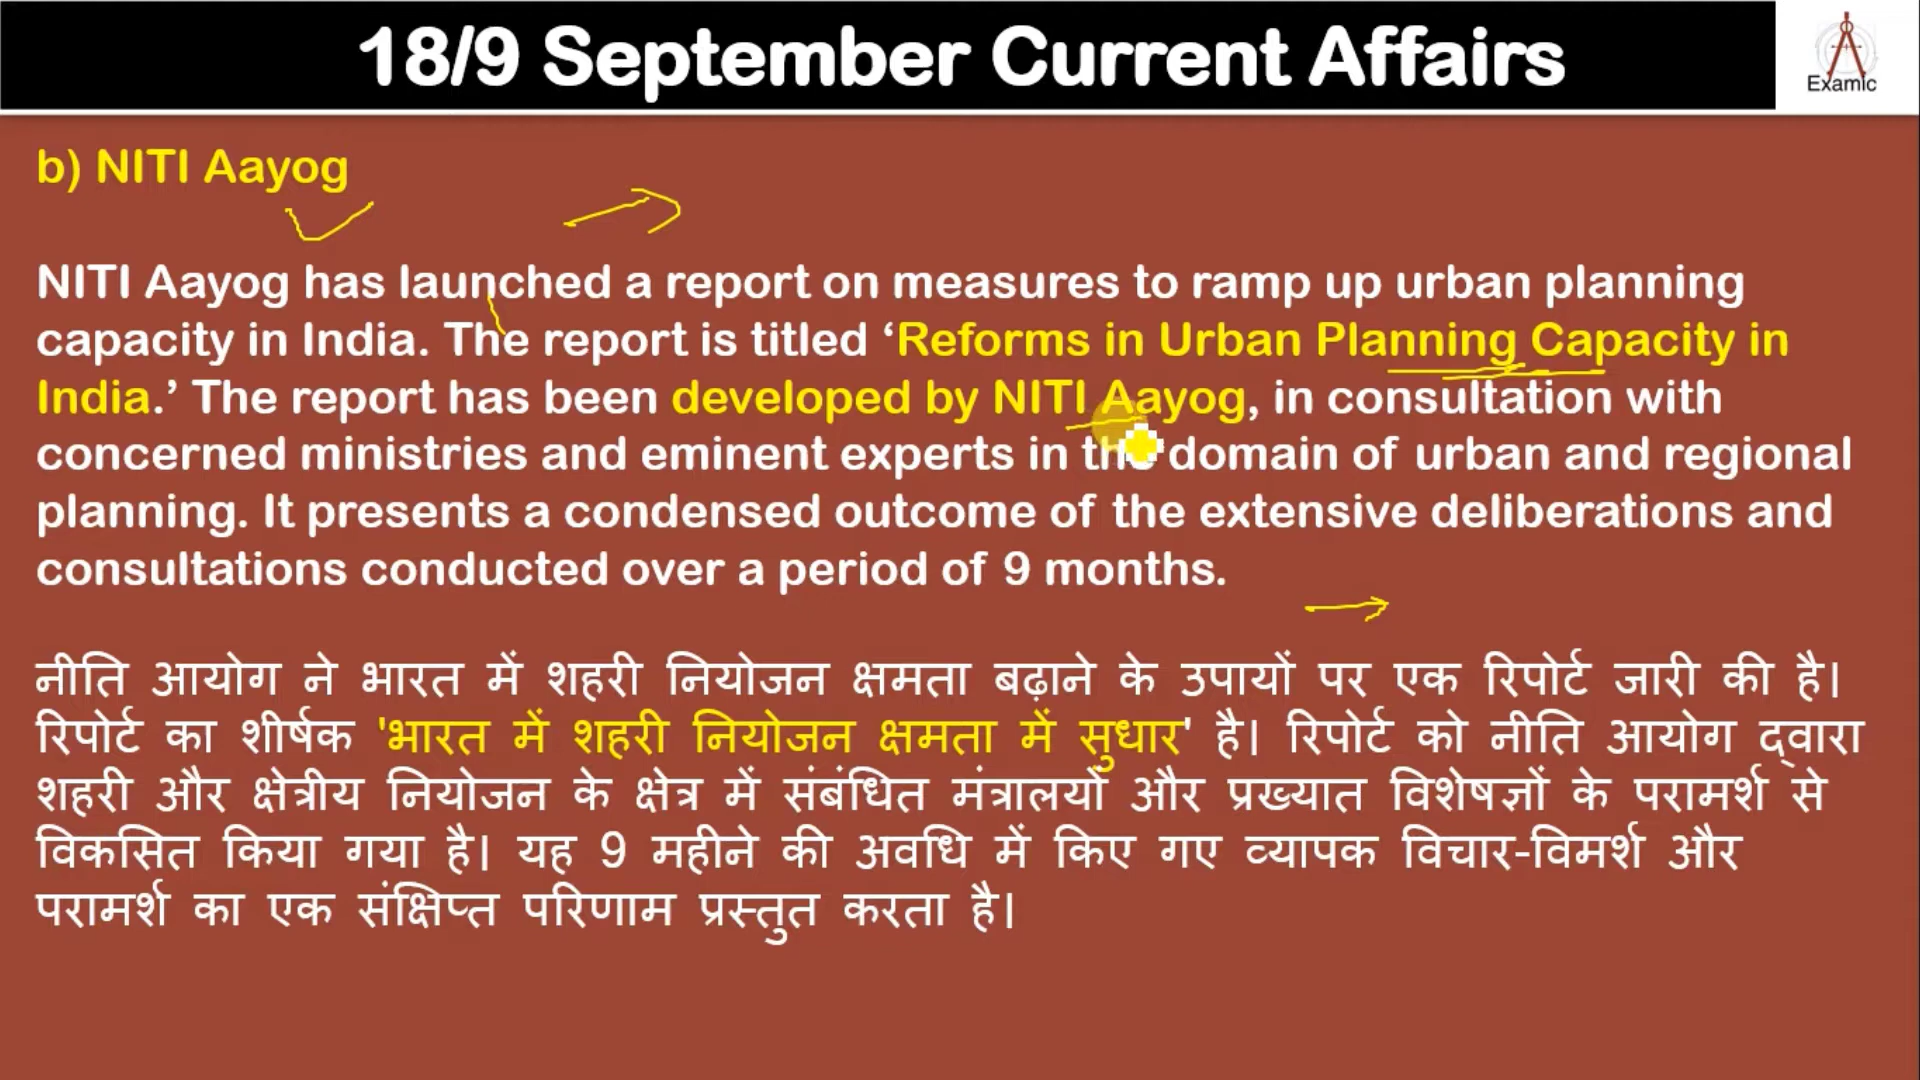 18/9 September Current Affairs
Examic
b) NITI Aayog
NITI Aayog has launched a report on measures to ramp up urban planning
capacity in India. The report is titled ‘Reforms in Urban Planning Capacity in
India.’ The report has been developed by NITI Aayog, in consultation with
concerned ministries and eminent experts in the domain of urban and regional
planning. It presents a condensed outcome of the extensive deliberations and
consultations conducted over a period of 9 months.
नीति आयोग ने भारत में शहरी नियोजन क्षमता बढ़ाने के उपायों पर एक रिपोर्ट जारी की है।
रिपोर्ट का शीर्षक 'भारत में शहरी नियोजन क्षमता में सुधार' है। रिपोर्ट को नीति आयोग द्वारा
शहरी और क्षेत्रीय नियोजन के क्षेत्र में संबंधित मंत्रालयों और प्रख्यात विशेषज्ञों के परामर्श से
विकसित किया गया है। यह 9 महीने की अवधि में किए गए व्यापक विचार-विमर्श और
परामर्श का एक संक्षिप्त परिणाम प्रस्तुत करता है।